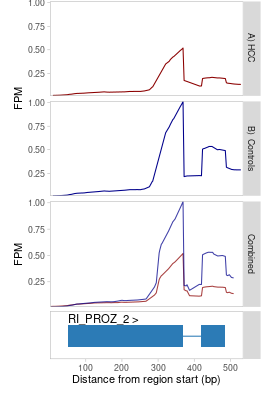 1.00
0.75
0.50
0.25
A) HCC
FPM
1.00
0.75
0.50
0.25
B) Controls
1.00
0.75
0.50
0.25
Combined
FPM
RI_PROZ_2 >
100 200 300 400 500
Distance from region start (bp)